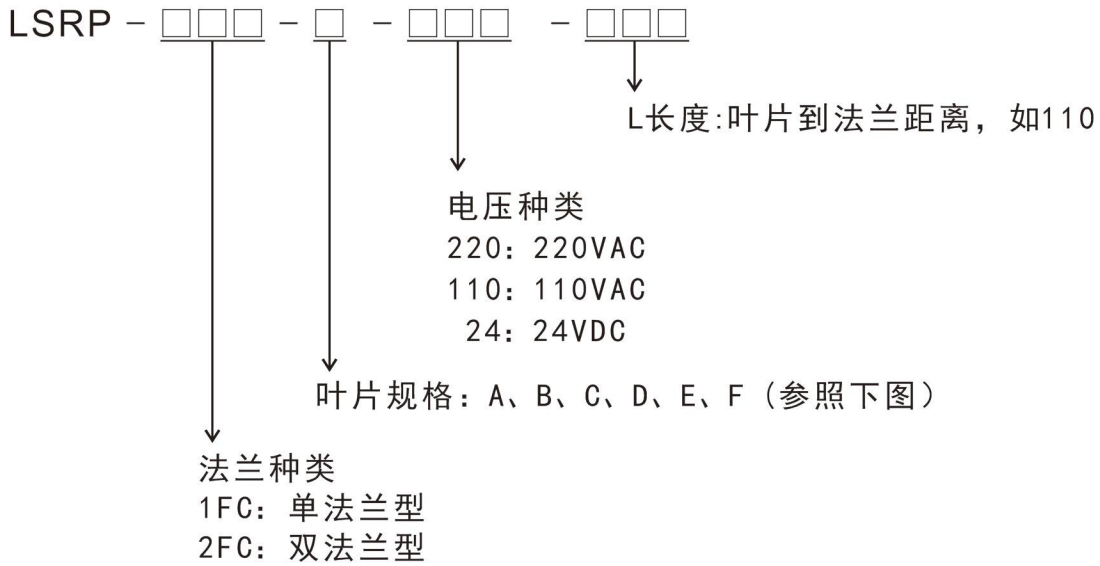 LSRP - □□□ - □ - □□□ - □□□
L长度:叶片到法兰距离，如110
电压种类
220: 220VAC
110: 110VAC
24: 24VDC
叶片规格: A、B、C、D、E、F (参照下图)
法兰种类
1FC: 单法兰型
2FC: 双法兰型